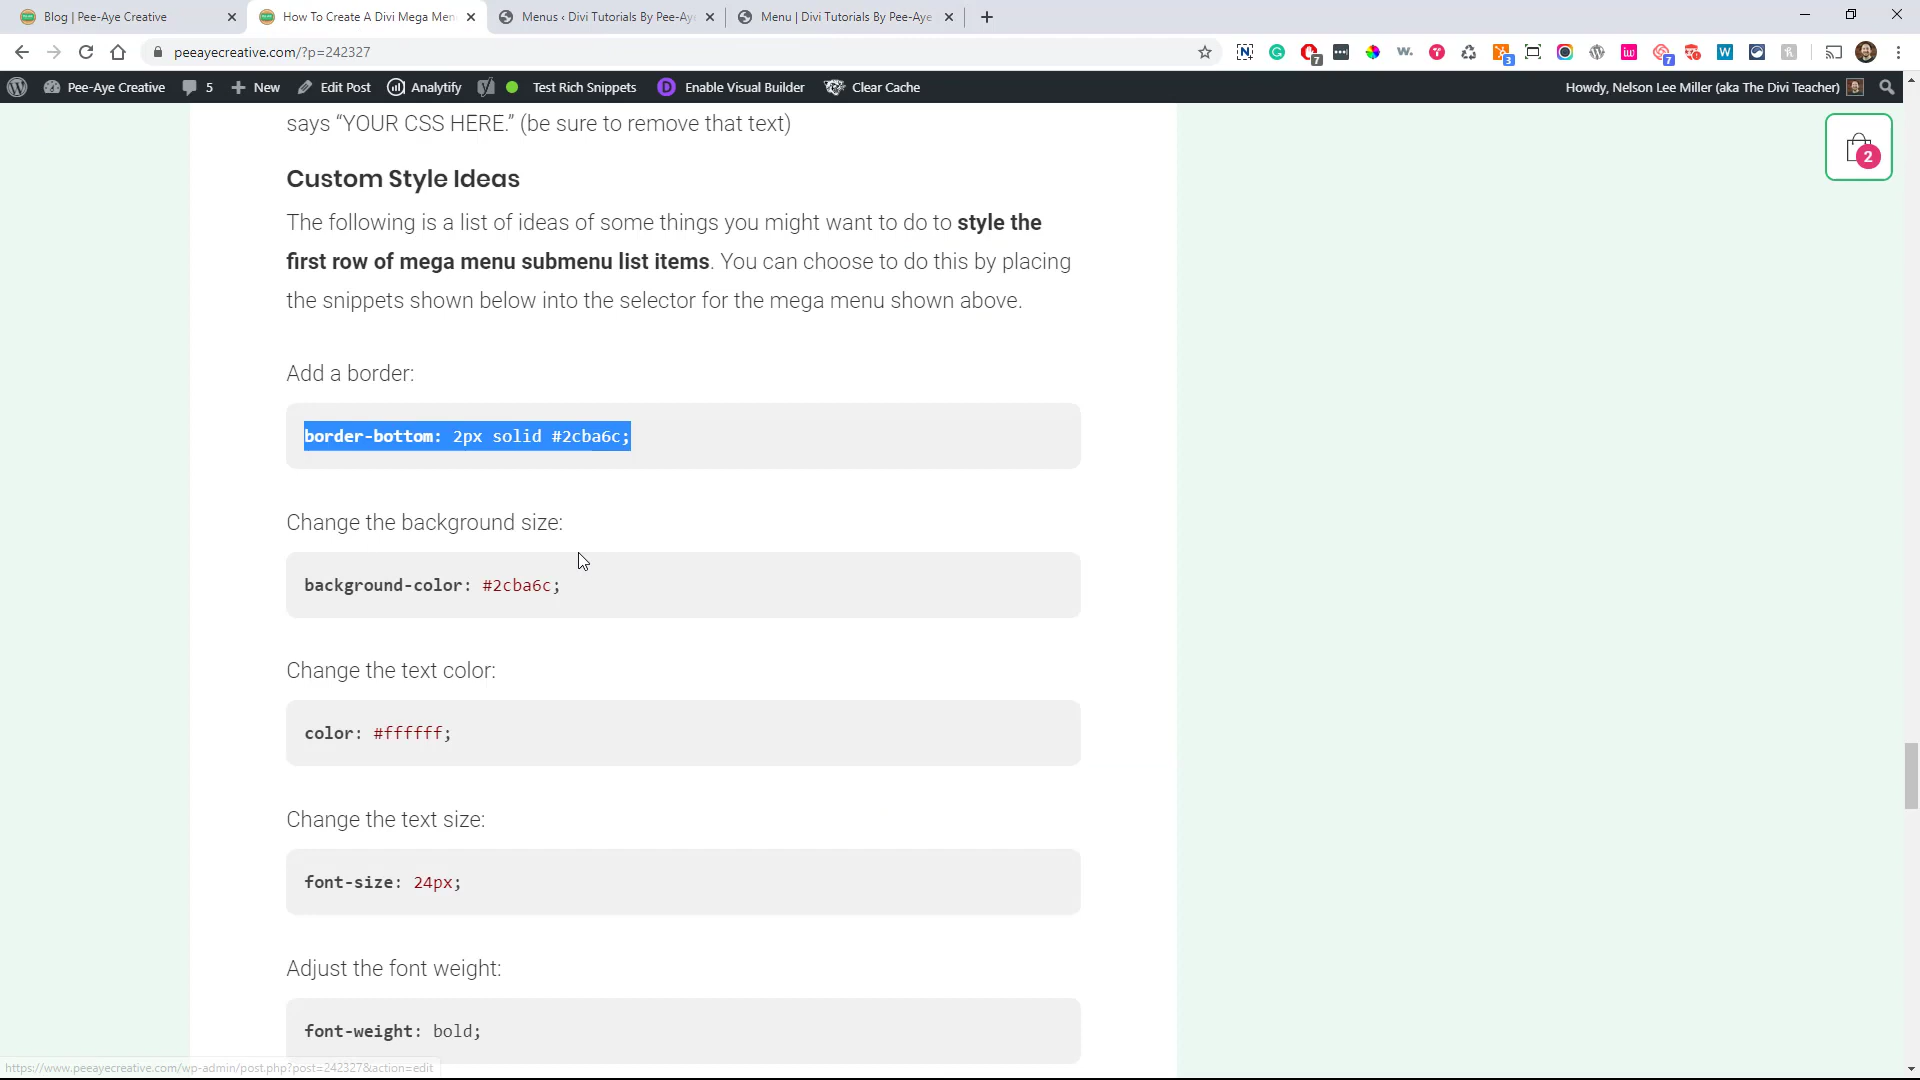 Blog | Pee-Aye Creative
How To Create A Divi Mega Men
Menus ‹ Divi Tutorials By Pee-Ay
Menu | Divi Tutorials By Pee-Aye
peeayecreative.com/?p=242327
7
3
7
Pee-Aye Creative
5
New
Edit Post
Analytify
Test Rich Snippets
Enable Visual Builder
Clear Cache
Howdy, Nelson Lee Miller (aka The Divi Teacher)
says “YOUR CSS HERE.” (be sure to remove that text)
2
Custom Style Ideas
The following is a list of ideas of some things you might want to do to style the
first row of mega menu submenu list items. You can choose to do this by placing
the snippets shown below into the selector for the mega menu shown above.
Add a border:
border-bottom: 2px solid #2cba6c;
Change the background size:
background-color: #2cba6c;
Change the text color:
color: #ffffff;
Change the text size:
font-size: 24px;
Adjust the font weight:
font-weight: bold;
https://www.peeayecreative.com/wp-admin/post.php?post=242327&action=edit